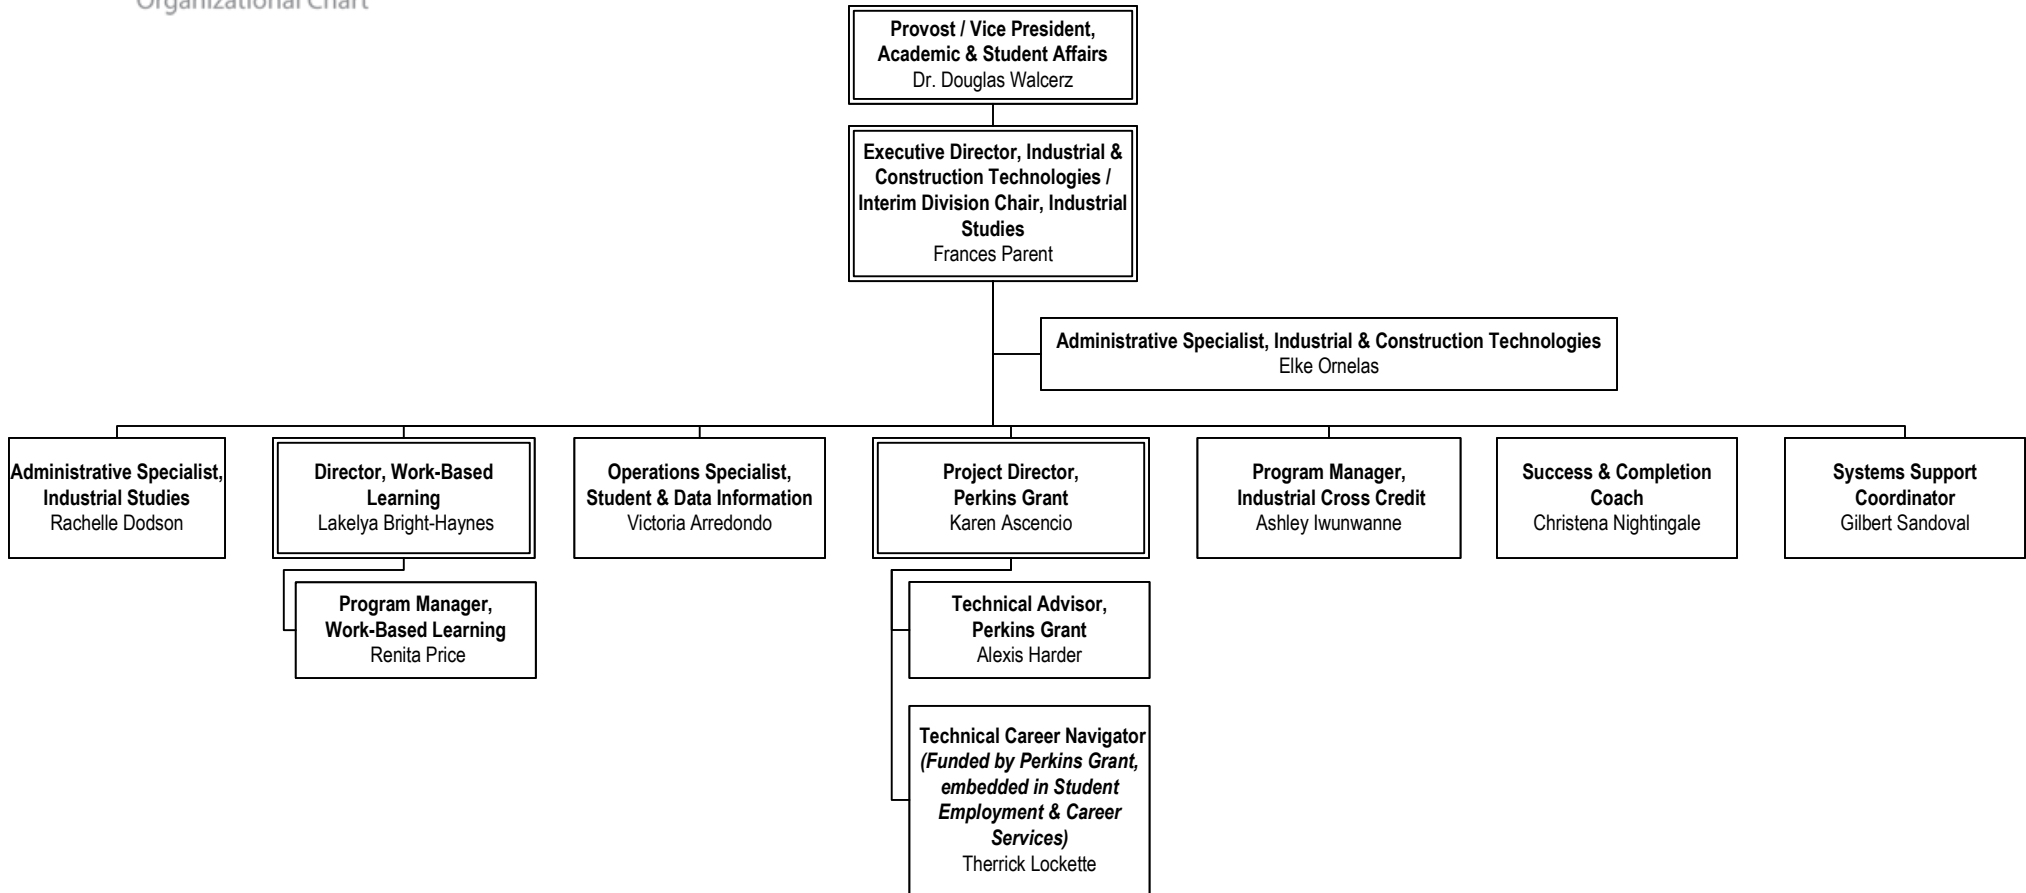 Organizational Chart
Provost / Vice President,
Academic & Student Affairs
Dr. Douglas Walcerz
Executive Director, Industrial &
Construction Technologies /
Interim Division Chair, Industrial
Studies
Frances Parent
Administrative Specialist, Industrial & Construction Technologies
Elke Ornelas
Administrative Specialist,
Industrial Studies
Rachelle Dodson
Director, Work-Based
Learning
Lakelya Bright-Haynes
Operations Specialist,
Student & Data Information
Victoria Arredondo
Project Director,
Perkins Grant
Karen Ascencio
Program Manager,
Industrial Cross Credit
Ashley Iwunwanne
Success & Completion
Coach
Christena Nightingale
Systems Support
Coordinator
Gilbert Sandoval
Program Manager,
Work-Based Learning
Renita Price
Technical Advisor,
Perkins Grant
Alexis Harder
Technical Career Navigator
(Funded by Perkins Grant,
embedded in Student
Employment & Career
Services)
Therrick Lockette